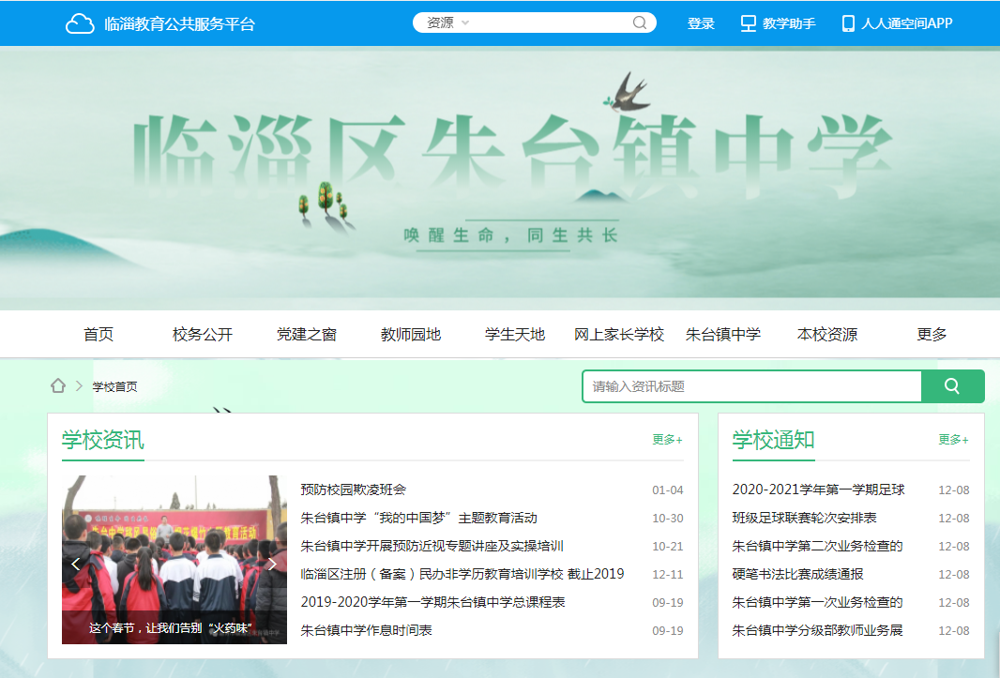 临淄教育公共服务平台
资源
登录
教学助手
人人通空间APP
临淄区朱台镇中学
唤醒生命，同生共长
首页
校务公开
党建之窗
教师园地
学生天地
网上家长学校
朱台镇中学
本校资源
更多
学校首页
请输入资讯标题
学校资讯
更多+
这个春节，让我们告别“火药味”
预防校园欺凌班会 01-04
朱台镇中学“我的中国梦”主题教育活动 10-30
朱台镇中学开展预防近视专题讲座及实操培训 10-21
临淄区注册（备案）民办非学历教育培训学校 截止2019 12-11
2019-2020学年第一学期朱台镇中学总课程表 09-19
朱台镇中学作息时间表 09-19
学校通知
更多+
2020-2021学年第一学期足球 12-08
班级足球联赛轮次安排表 12-08
朱台镇中学第二次业务检查的 12-08
硬笔书法比赛成绩通报 12-08
朱台镇中学第一次业务检查的 12-08
朱台镇中学分级部教师业务展 12-08